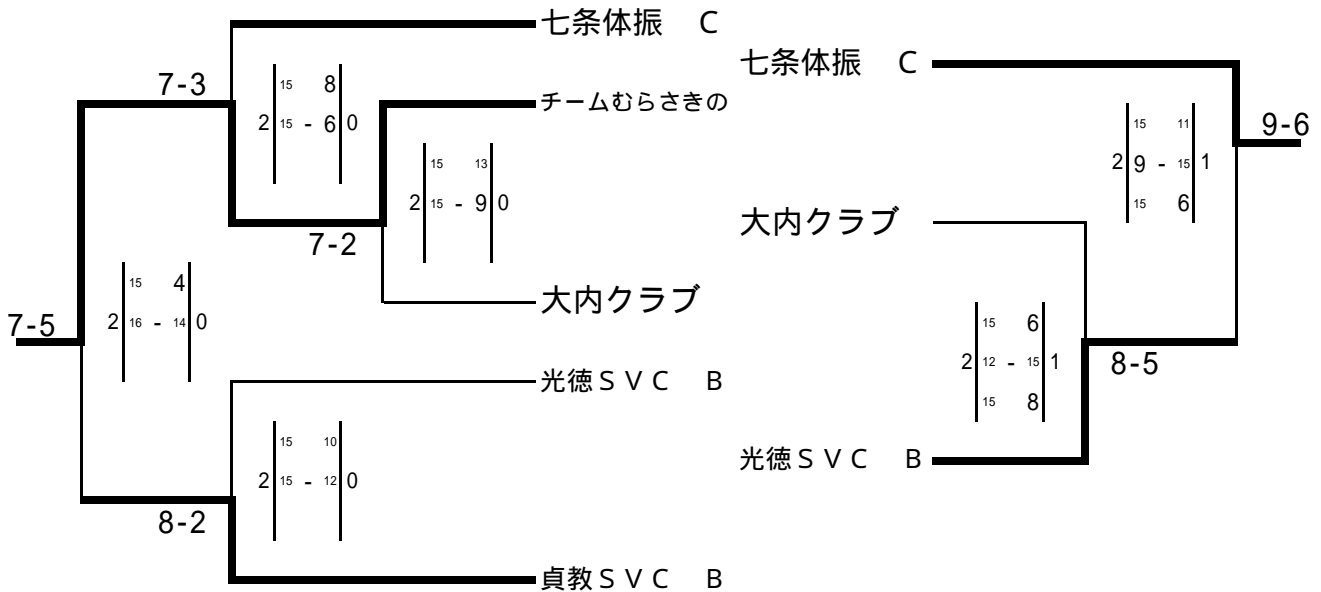 七条体振　C
七条体振　C
7-3
15 8
2 15 - 6 0
チームむらさきの
15 11
2 9 - 15 1
15 6
9-6
15 13
2 15 - 9 0
7-2
大内クラブ
15 4
2 16 - 14 0
7-5
大内クラブ
15 6
2 12 - 15 1
15 8
8-5
光徳ＳＶＣ　B
15 10
2 15 - 12 0
光徳ＳＶＣ　B
8-2
貞教ＳＶＣ　B